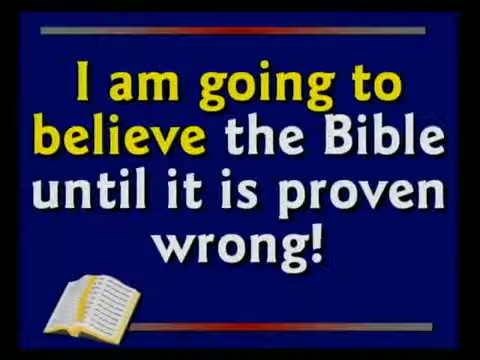 I am going to
believe the Bible
until it is proven
wrong!